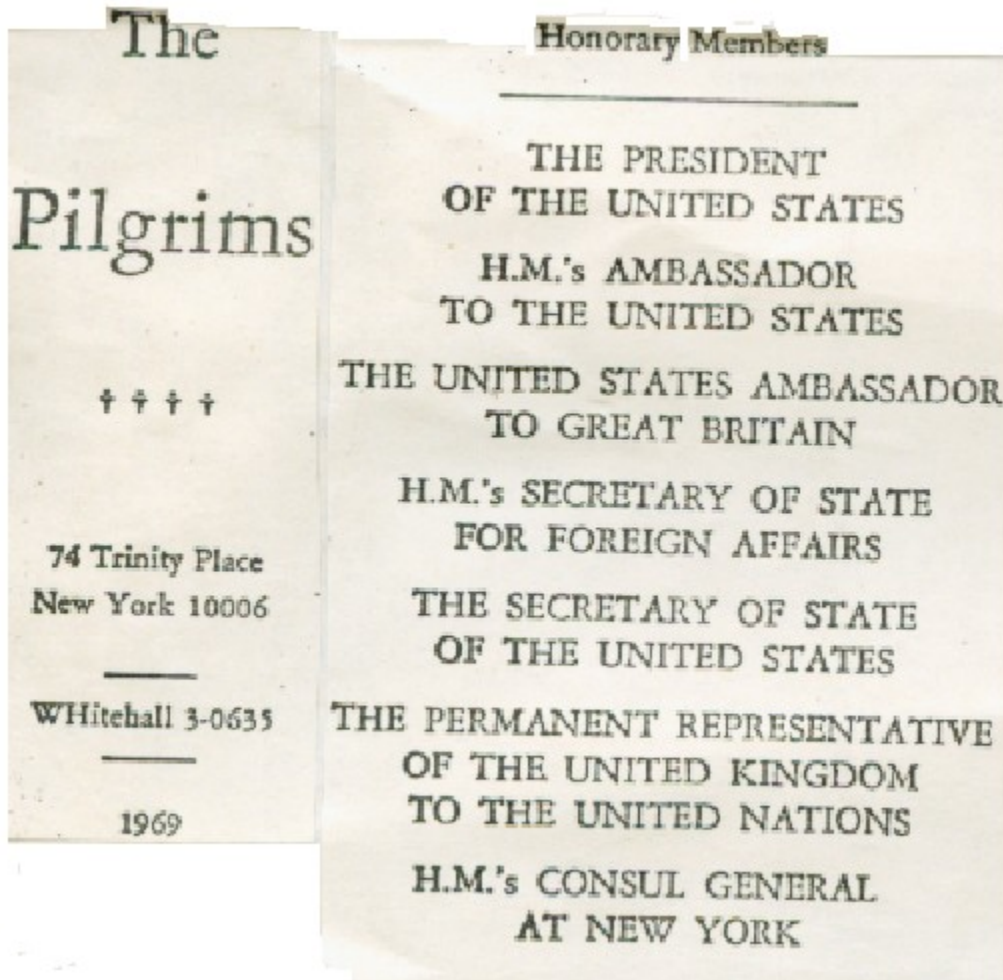 The
Pilgrims
✝ ✝ ✝ ✝
74 Trinity Place
New York 10006
WHitehall 3-0635
1969
Honorary Members
THE PRESIDENT
OF THE UNITED STATES
H.M.'s AMBASSADOR
TO THE UNITED STATES
THE UNITED STATES AMBASSADOR
TO GREAT BRITAIN
H.M.'s SECRETARY OF STATE
FOR FOREIGN AFFAIRS
THE SECRETARY OF STATE
OF THE UNITED STATES
THE PERMANENT REPRESENTATIVE
OF THE UNITED KINGDOM
TO THE UNITED NATIONS
H.M.'s CONSUL GENERAL
AT NEW YORK